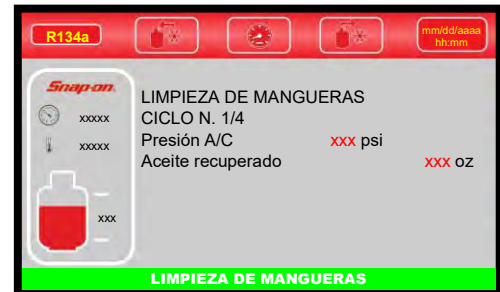 R134a
mm/dd/aaaa
hh:mm
Snap-on
xxxxx
xxxxx
xxx
LIMPIEZA DE MANGUERAS
CICLO N. 1/4
Presión A/C xxx psi
Aceite recuperado xxx oz
LIMPIEZA DE MANGUERAS